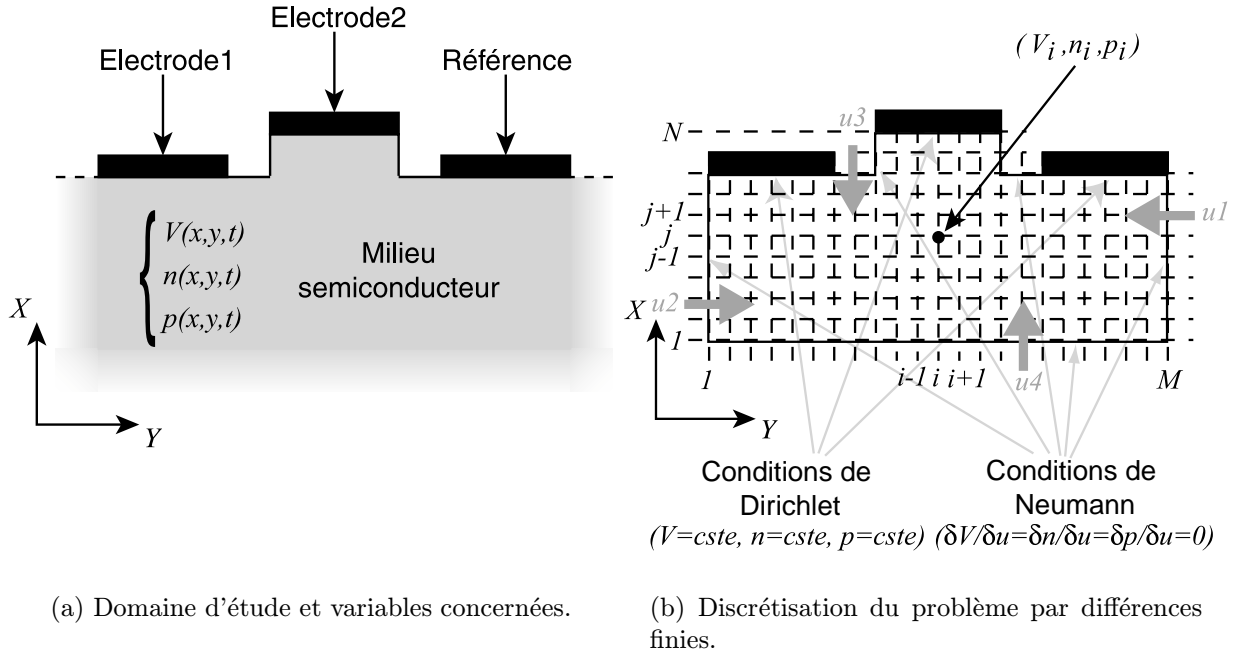 Electrode2
Electrode1
Référence
V(x,y,t)
n(x,y,t)
p(x,y,t)
Milieu
semiconducteur
X
Y
(a) Domaine d'étude et variables concernées.
(V_i,n_i,p_i)
u3
N
j+1
j
j-1
u1
u2
X
1
1
i-1 i i+1
u4
M
Y
Conditions de
Dirichlet
(V=cste, n=cste, p=cste)
Conditions de
Neumann
(δV/δu=δn/δu=δp/δu=0)
(b) Discrétisation du problème par différences
finies.